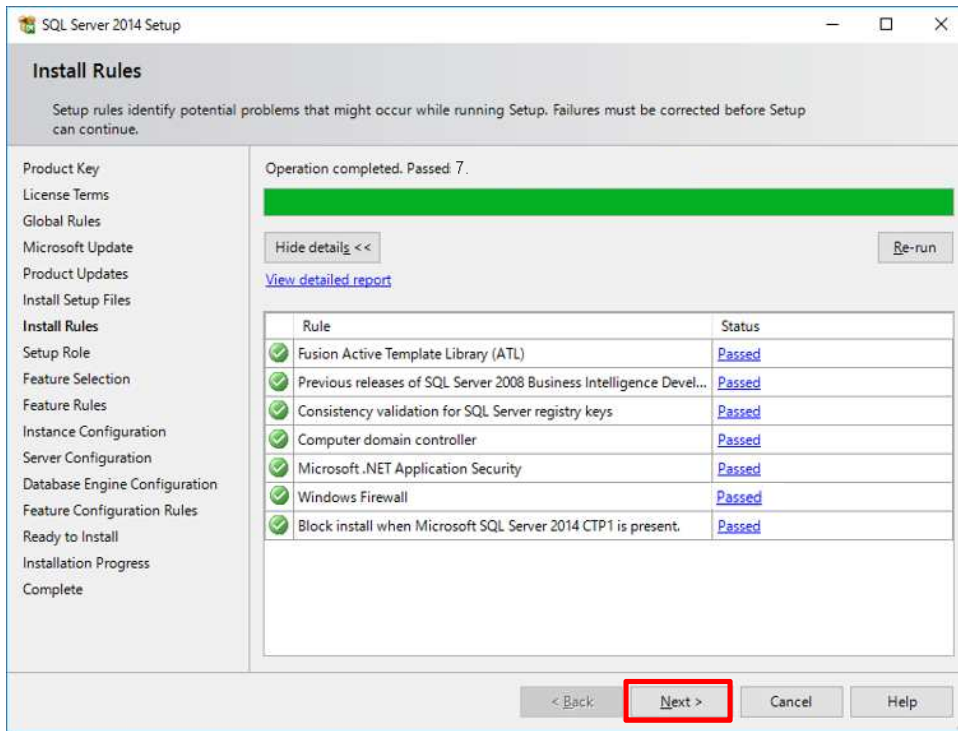 SQL Server 2014 Setup
Install Rules
Setup rules identify potential problems that might occur while running Setup. Failures must be corrected before Setup
can continue.
Product Key
License Terms
Global Rules
Microsoft Update
Product Updates
Install Setup Files
Install Rules
Setup Role
Feature Selection
Feature Rules
Instance Configuration
Server Configuration
Database Engine Configuration
Feature Configuration Rules
Ready to Install
Installation Progress
Complete
Operation completed. Passed 7.
Hide details <<
Re-run
View detailed report
Rule Status
Fusion Active Template Library (ATL) Passed
Previous releases of SQL Server 2008 Business Intelligence Devel... Passed
Consistency validation for SQL Server registry keys Passed
Computer domain controller Passed
Microsoft .NET Application Security Passed
Windows Firewall Passed
Block install when Microsoft SQL Server 2014 CTP1 is present. Passed
< Back Next > Cancel Help